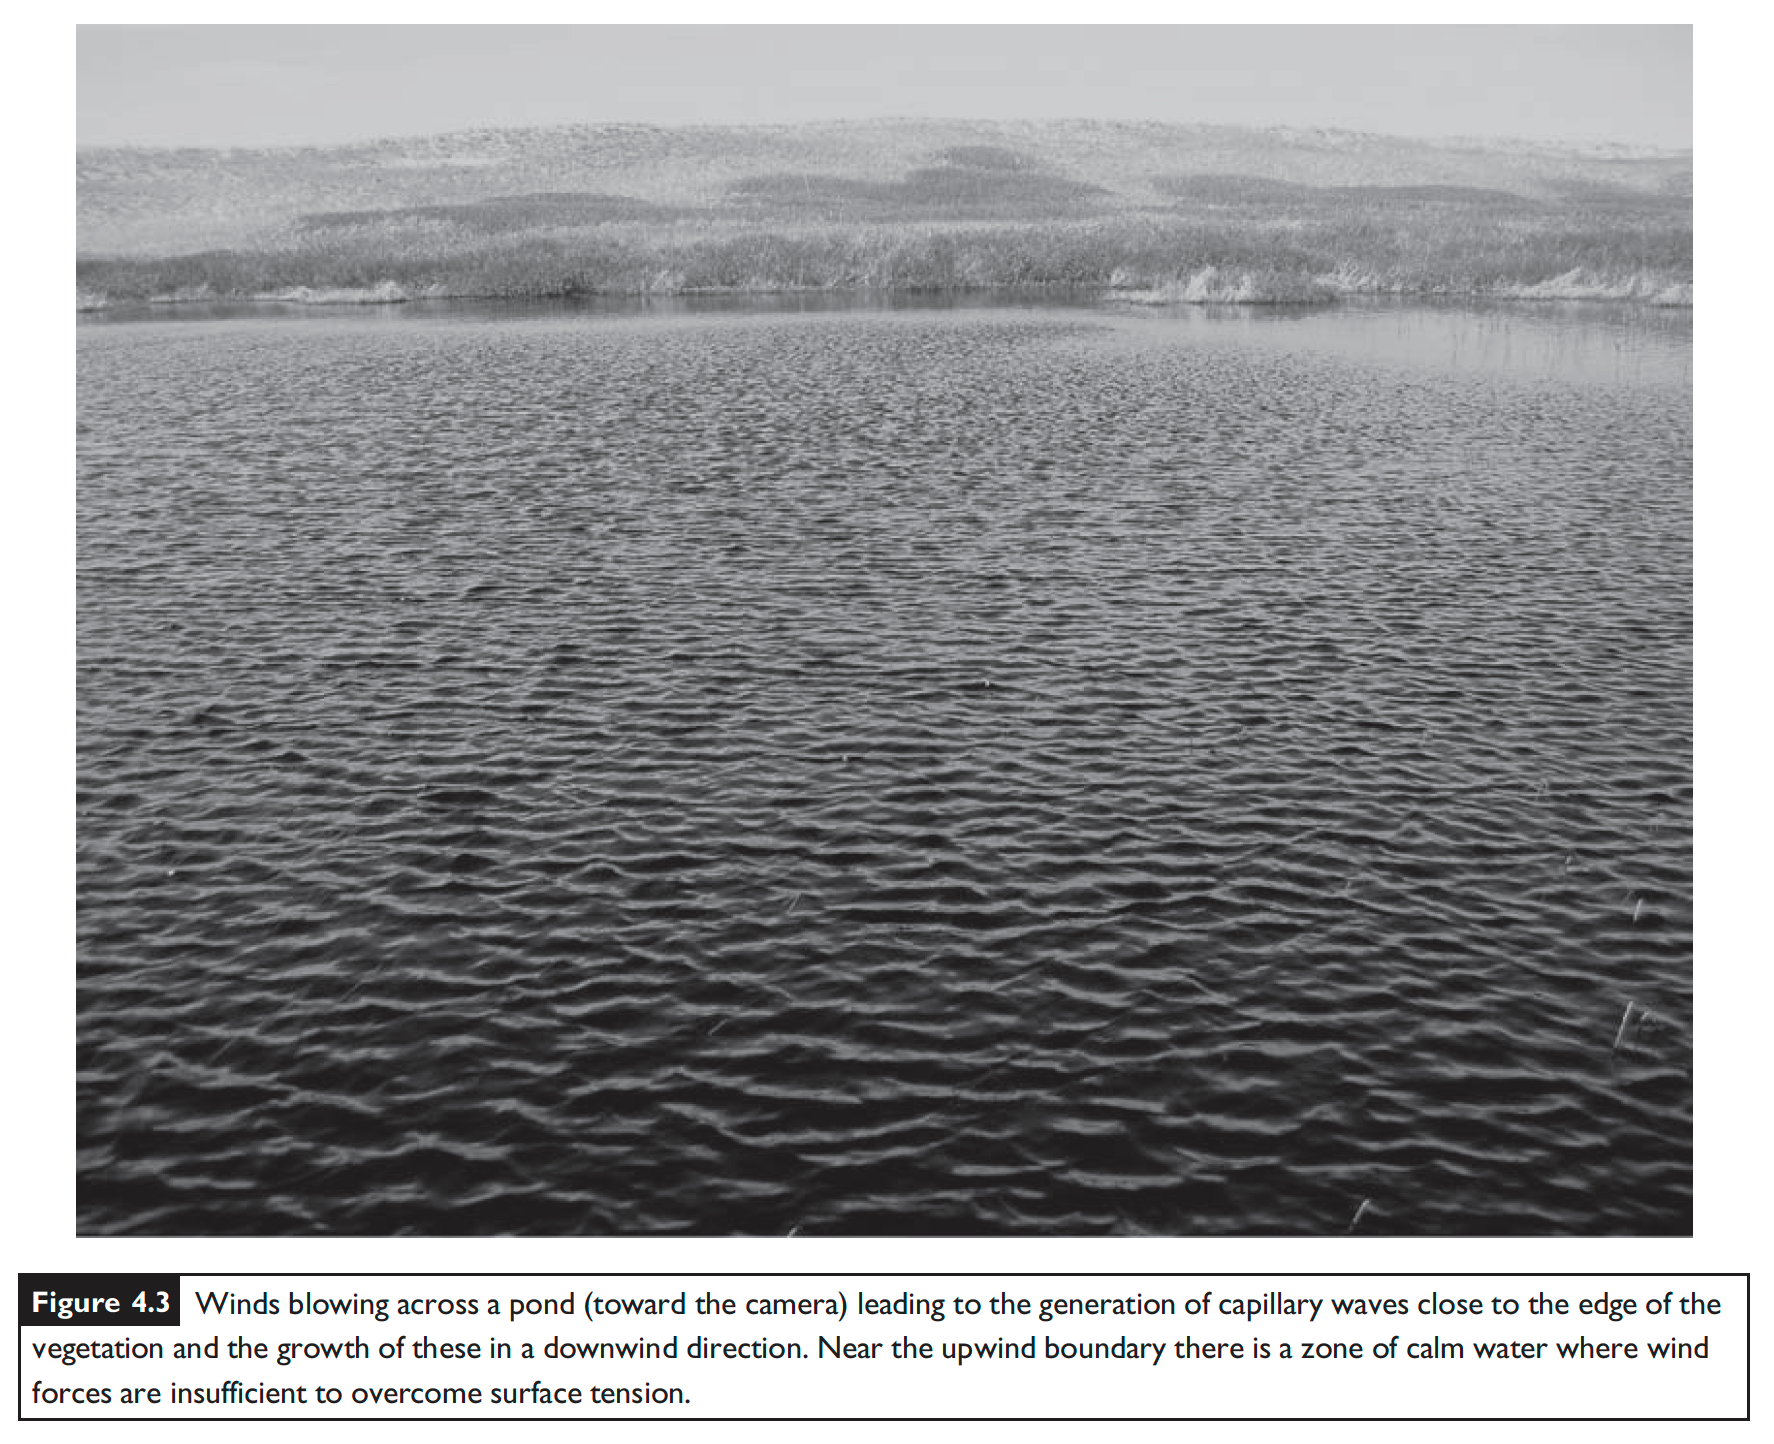 Figure 4.3 Winds blowing across a pond (toward the camera) leading to the generation of capillary waves close to the edge of the
vegetation and the growth of these in a downwind direction. Near the upwind boundary there is a zone of calm water where wind
forces are insufficient to overcome surface tension.